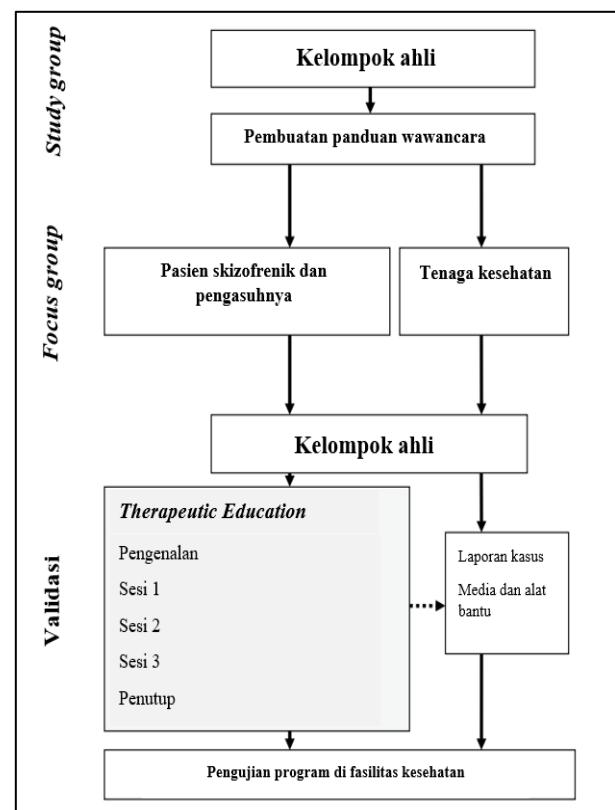 Study group
Kelompok ahli
Pembuatan panduan wawancara
Focus group
Pasien skizofrenik dan
pengasuhnya
Tenaga kesehatan
Validasi
Kelompok ahli
Therapeutic Education
Pengenalan
Sesi 1
Sesi 2
Sesi 3
Penutup
Laporan kasus
Media dan alat
bantu
Pengujian program di fasilitas kesehatan